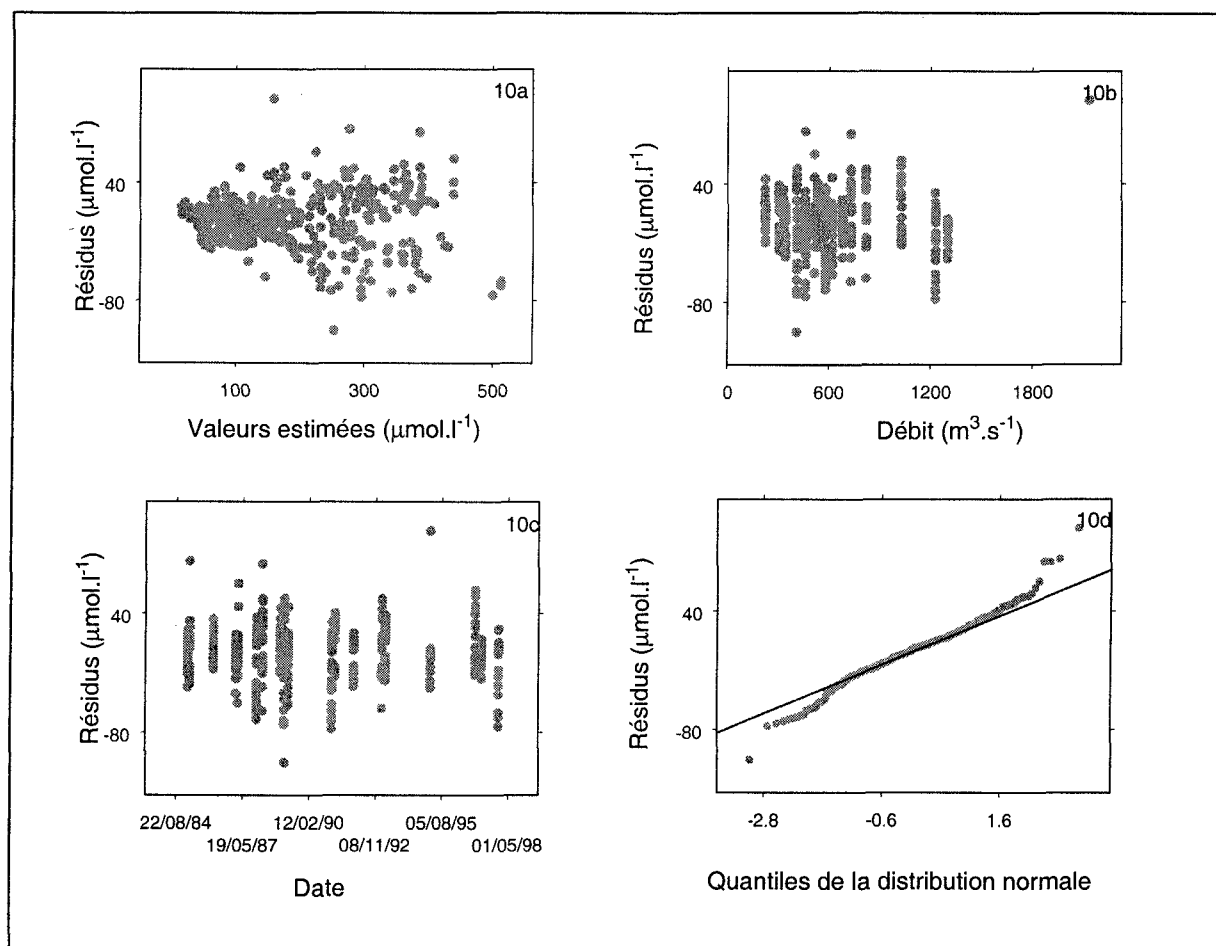 10a
Résidus (μmol.l-1)
40
-80
100 300 500
Valeurs estimées (μmol.l-1)
10b
Résidus (μmol.l-1)
40
-80
0 600 1200 1800
Débit (m3.s-1)
10c
Résidus (μmol.l-1)
40
-80
22/08/84 12/02/90 05/08/95
19/05/87 08/11/92 01/05/98
Date
10d
Résidus (μmol.l-1)
40
-80
-2.8 -0.6 1.6
Quantiles de la distribution normale